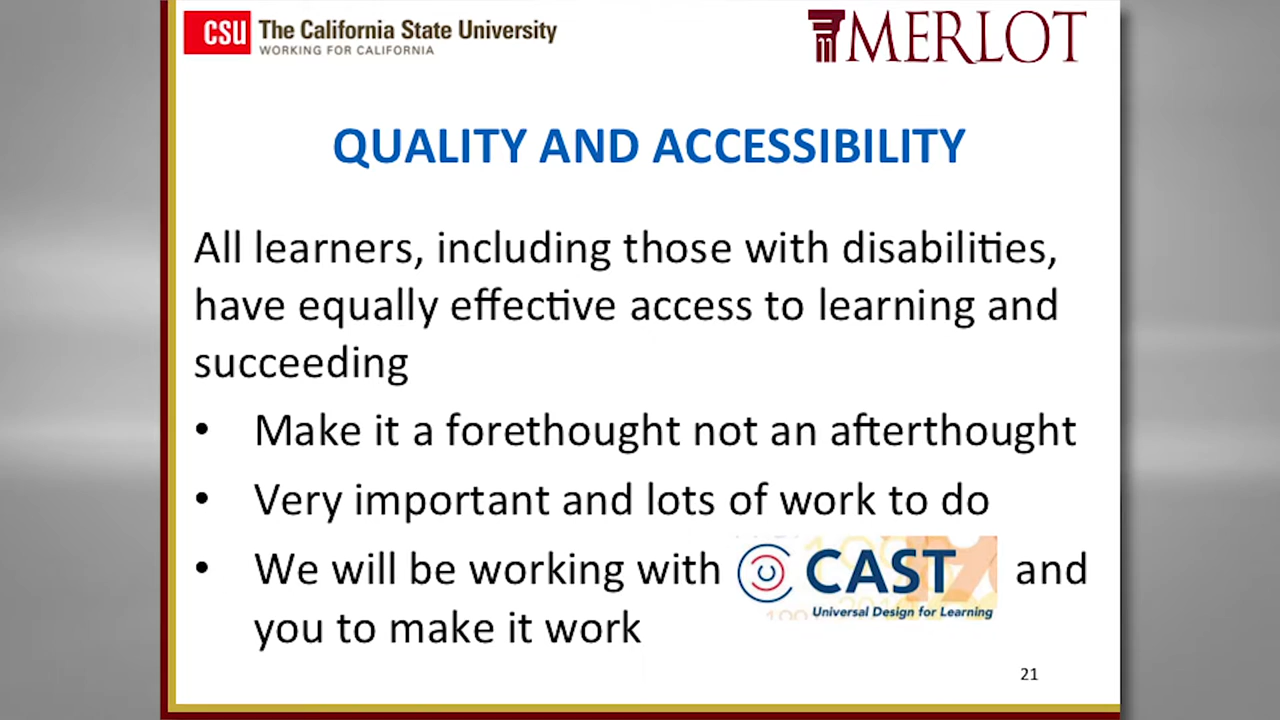 CSU The California State University
WORKING FOR CALIFORNIA
MERLOT
QUALITY AND ACCESSIBILITY
All learners, including those with disabilities,
have equally effective access to learning and
succeeding
• Make it a forethought not an afterthought
• Very important and lots of work to do
• We will be working with CAST and
Universal Design for Learning
you to make it work
21